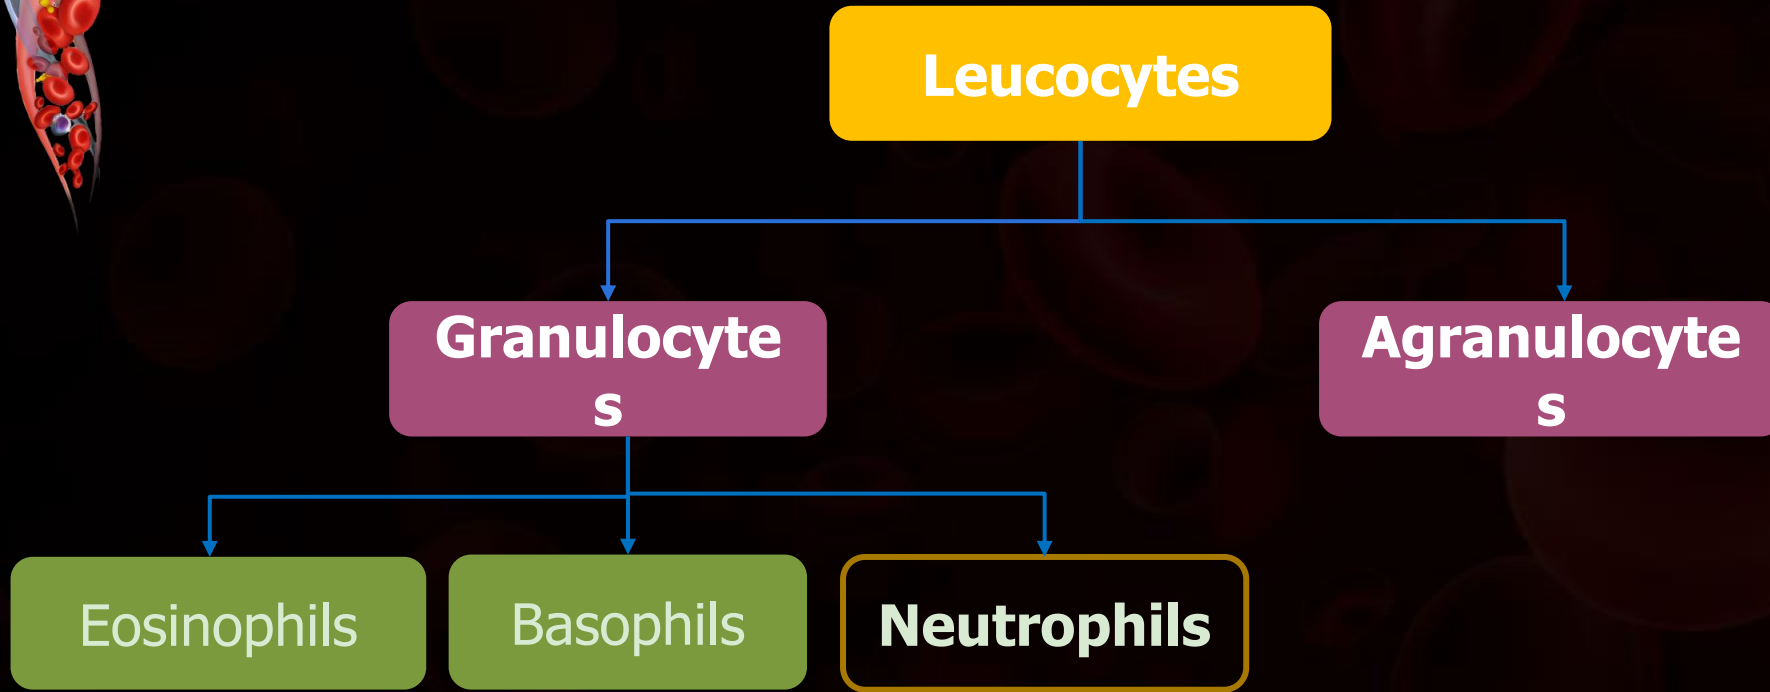 Leucocytes
Granulocyte
s
Agranulocyte
s
Eosinophils
Basophils
Neutrophils